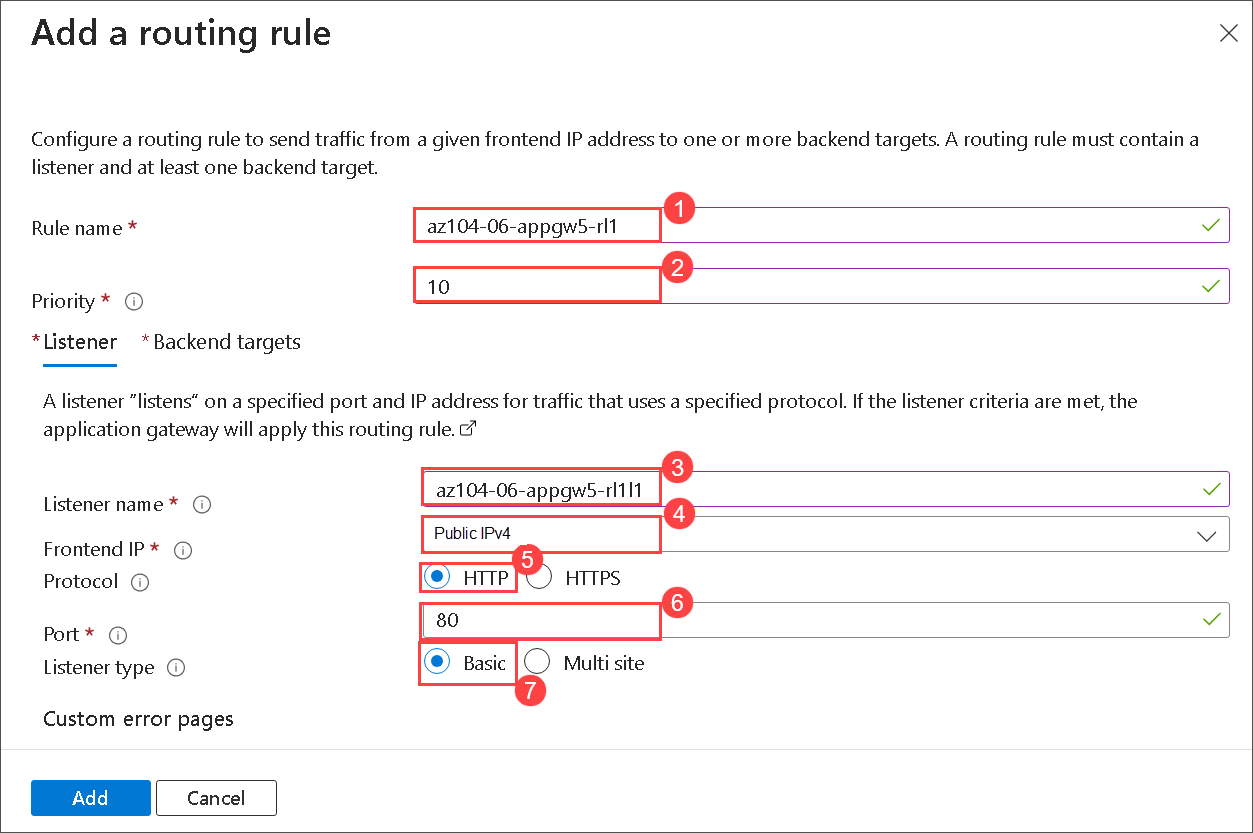 Add a routing rule
Configure a routing rule to send traffic from a given frontend IP address to one or more backend targets. A routing rule must contain a
listener and at least one backend target.
Rule name * az104-06-appgw5-rl1 1
Priority * 10 2
* Listener * Backend targets
A listener "listens“ on a specified port and IP address for traffic that uses a specified protocol. If the listener criteria are met, the
application gateway will apply this routing rule.
Listener name * az104-06-appgw5-rl1l1 3
Frontend IP * Public IPv4 4
Protocol HTTP 5 HTTPS
Port * 80 6
Listener type Basic 7 Multi site
Custom error pages
Add Cancel